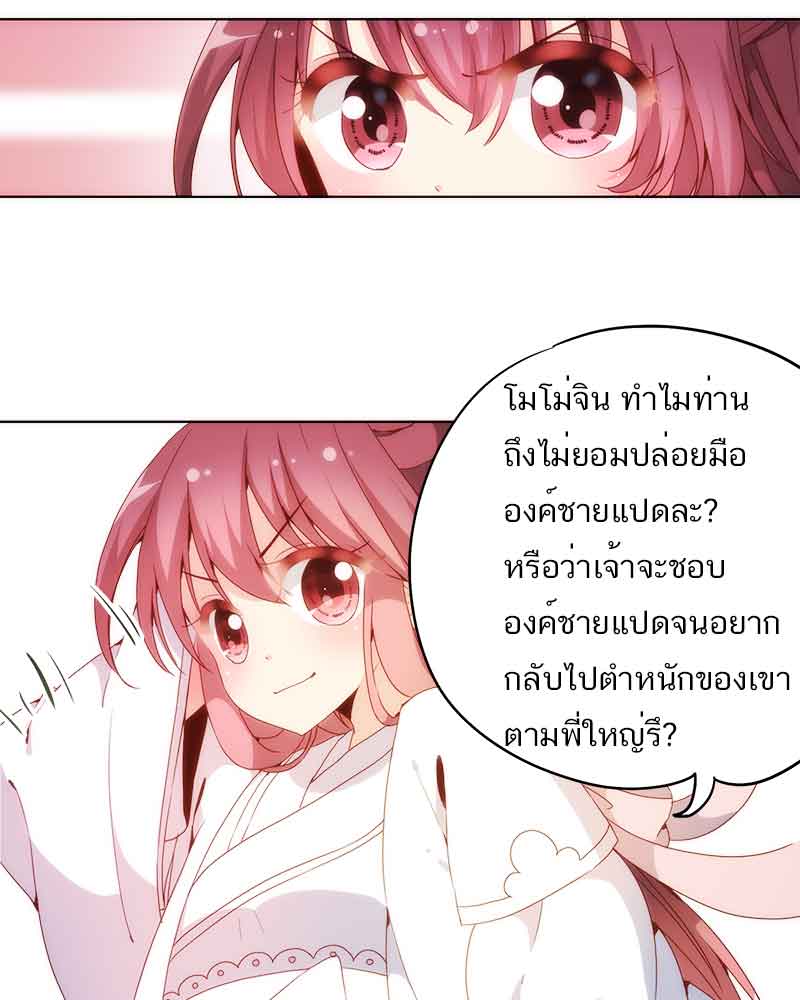 โมโม่จิน ทำไมท่าน
ถึงไม่ยอมปล่อยมือ
องค์ชายแปดละ?
หรือว่าเจ้าจะชอบ
องค์ชายแปดจนอยาก
กลับไปตำหนักของเขา
ตามพี่ใหญ่รึ?